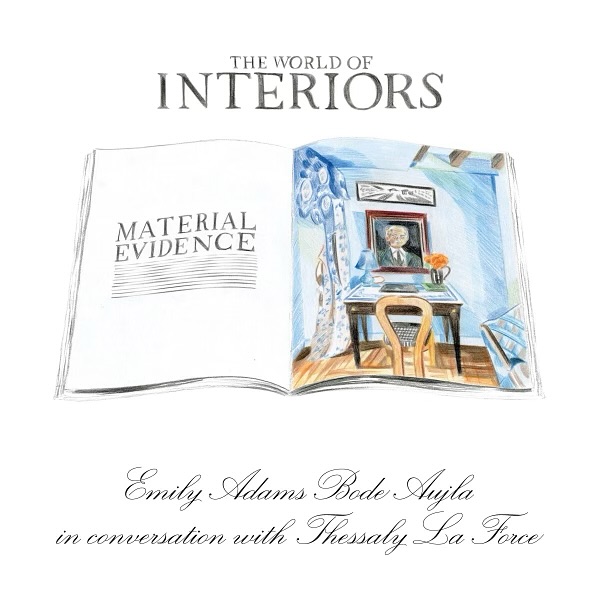 THE WORLD OF
INTERIORS
MATERIAL
EVIDENCE
Emily Adams Bode Aujla
in conversation with Thessaly La Force